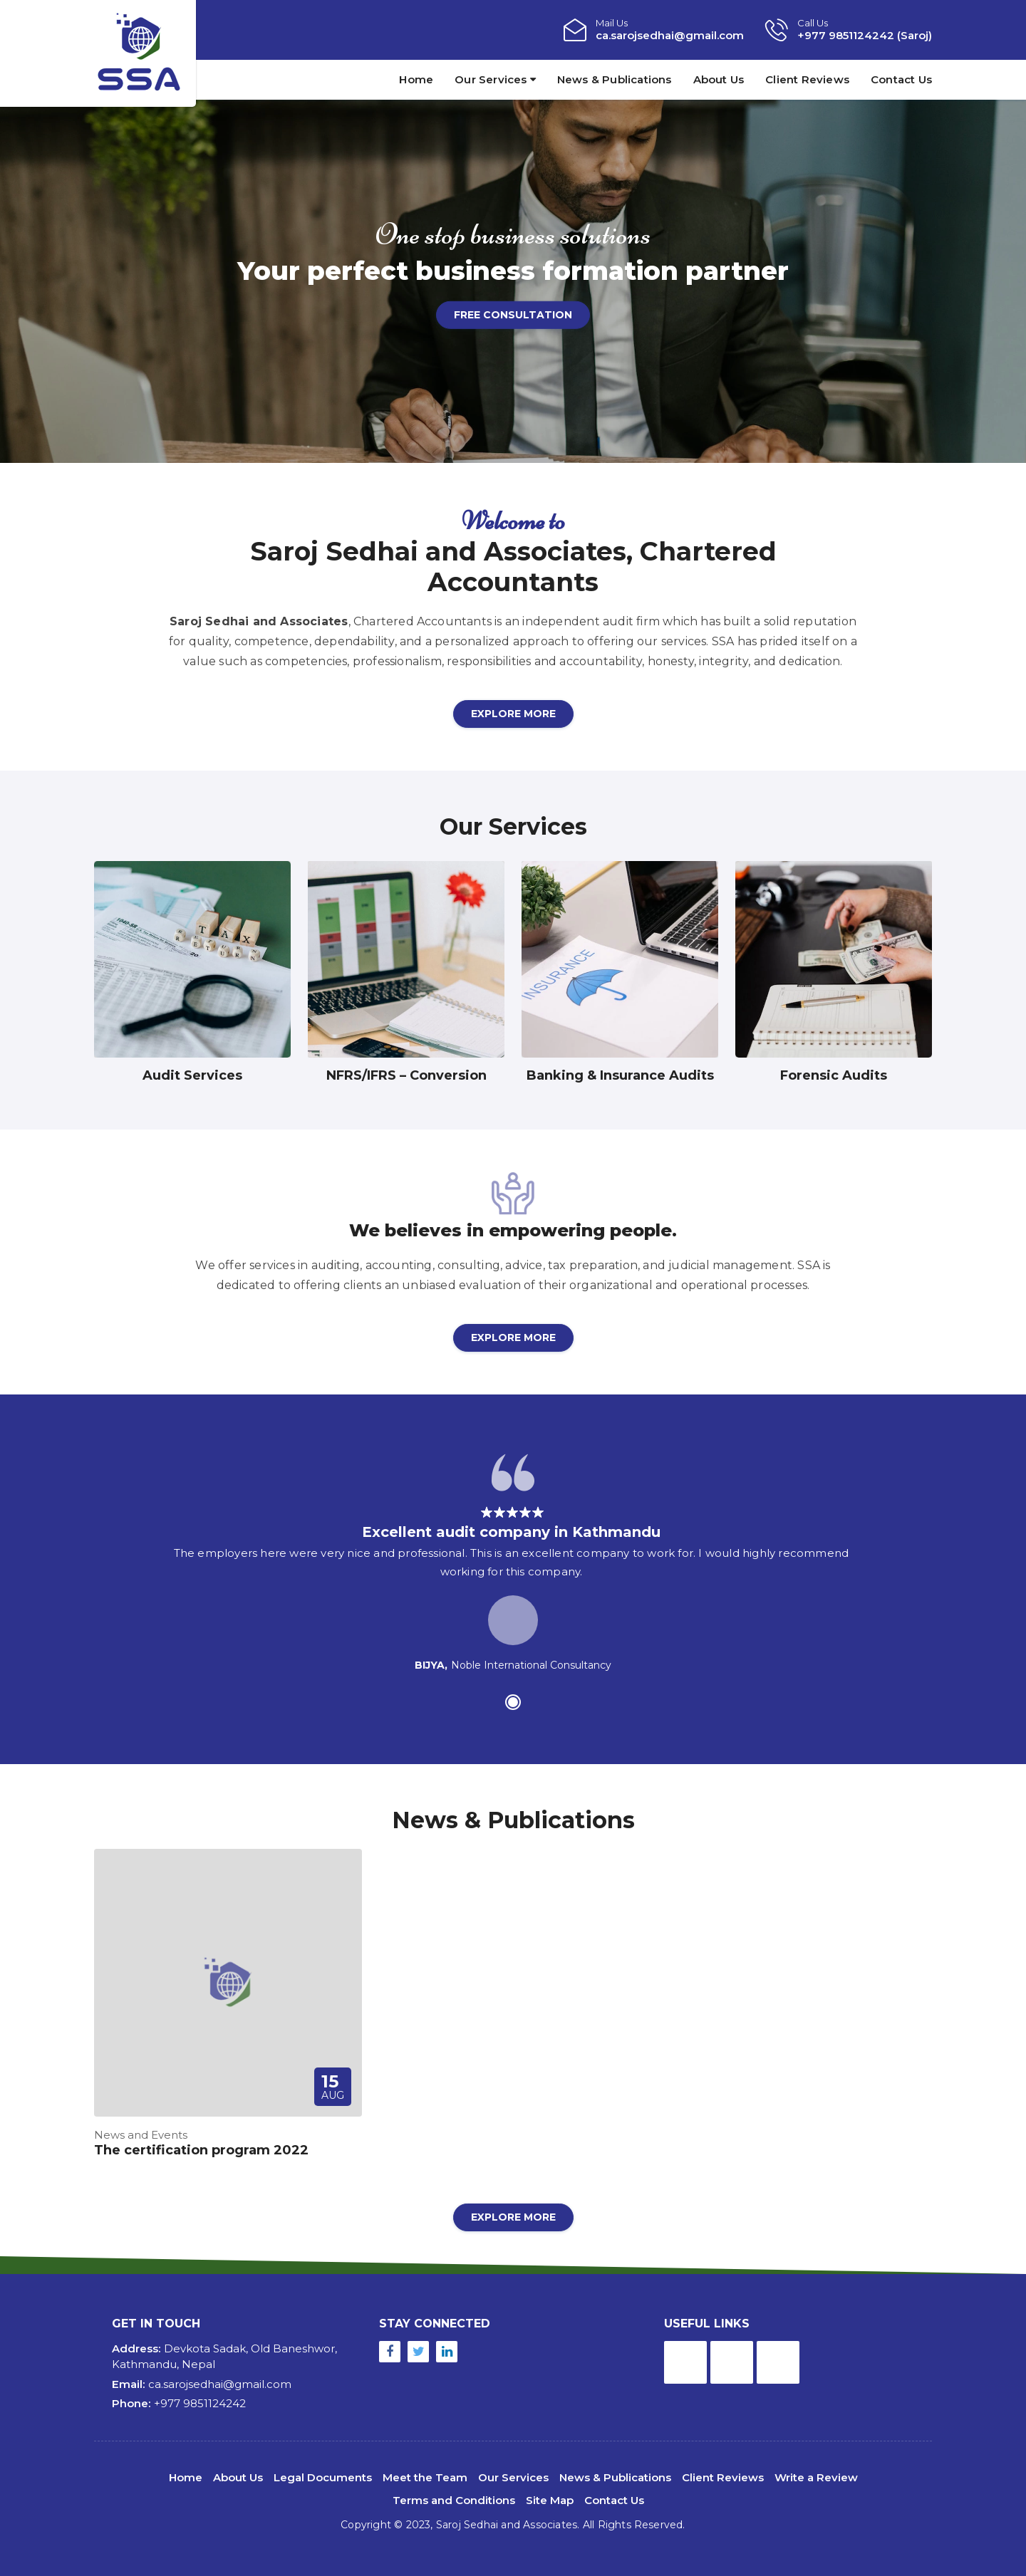 SSA
Mail Us
ca.sarojsedhai@gmail.com
Call Us
+977 9851124242 (Saroj)
Home Our Services News & Publications About Us Client Reviews Contact Us
One stop business solutions
Your perfect business formation partner
FREE CONSULTATION
Welcome to
Saroj Sedhai and Associates, Chartered
Accountants
Saroj Sedhai and Associates, Chartered Accountants is an independent audit firm which has built a solid reputation
for quality, competence, dependability, and a personalized approach to offering our services. SSA has prided itself on a
value such as competencies, professionalism, responsibilities and accountability, honesty, integrity, and dedication.
EXPLORE MORE
Our Services
TAX
INSURANCE
Audit Services
NFRS/IFRS – Conversion
Banking & Insurance Audits
Forensic Audits
We believes in empowering people.
We offer services in auditing, accounting, consulting, advice, tax preparation, and judicial management. SSA is
dedicated to offering clients an unbiased evaluation of their organizational and operational processes.
EXPLORE MORE
Excellent audit company in Kathmandu
The employers here were very nice and professional. This is an excellent company to work for. I would highly recommend
working for this company.
BIJYA, Noble International Consultancy
News & Publications
15
AUG
News and Events
The certification program 2022
EXPLORE MORE
GET IN TOUCH
Address: Devkota Sadak, Old Baneshwor,
Kathmandu, Nepal
Email: ca.sarojsedhai@gmail.com
Phone: +977 9851124242
STAY CONNECTED
USEFUL LINKS
Home About Us Legal Documents Meet the Team Our Services News & Publications Client Reviews Write a Review
Terms and Conditions Site Map Contact Us
Copyright © 2023, Saroj Sedhai and Associates. All Rights Reserved.